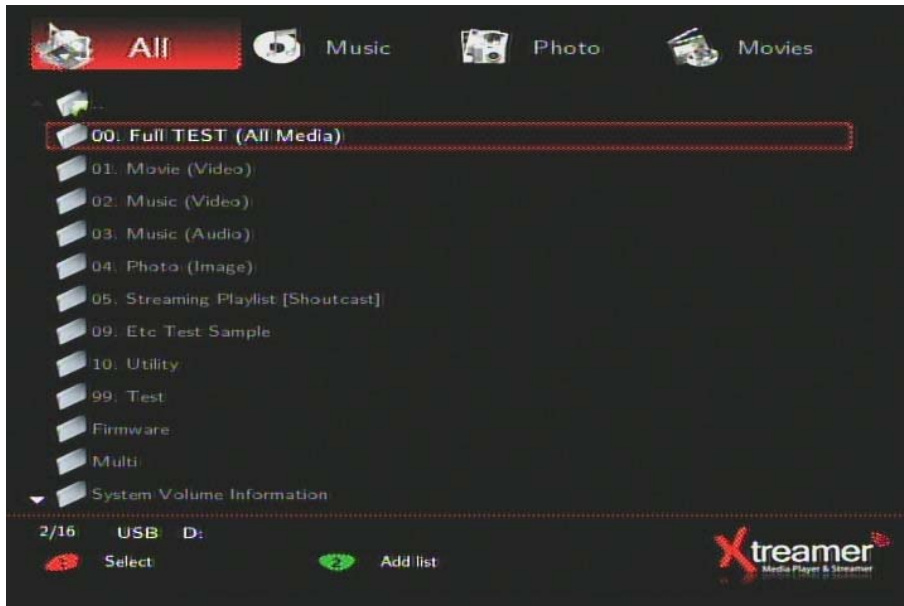 All Music Photo Movies
..
00. Full TEST (All Media)
01. Movie (Video)
02. Music (Video)
03. Music (Audio)
04. Photo (Image)
05. Streaming Playlist [Shoutcast]
09. Etc Test Sample
10. Utility
99. Test
Firmware
Multi
System Volume Information
2/16 USB D:
Select 2 Add list
Xtreamer
Media Player & Streamer